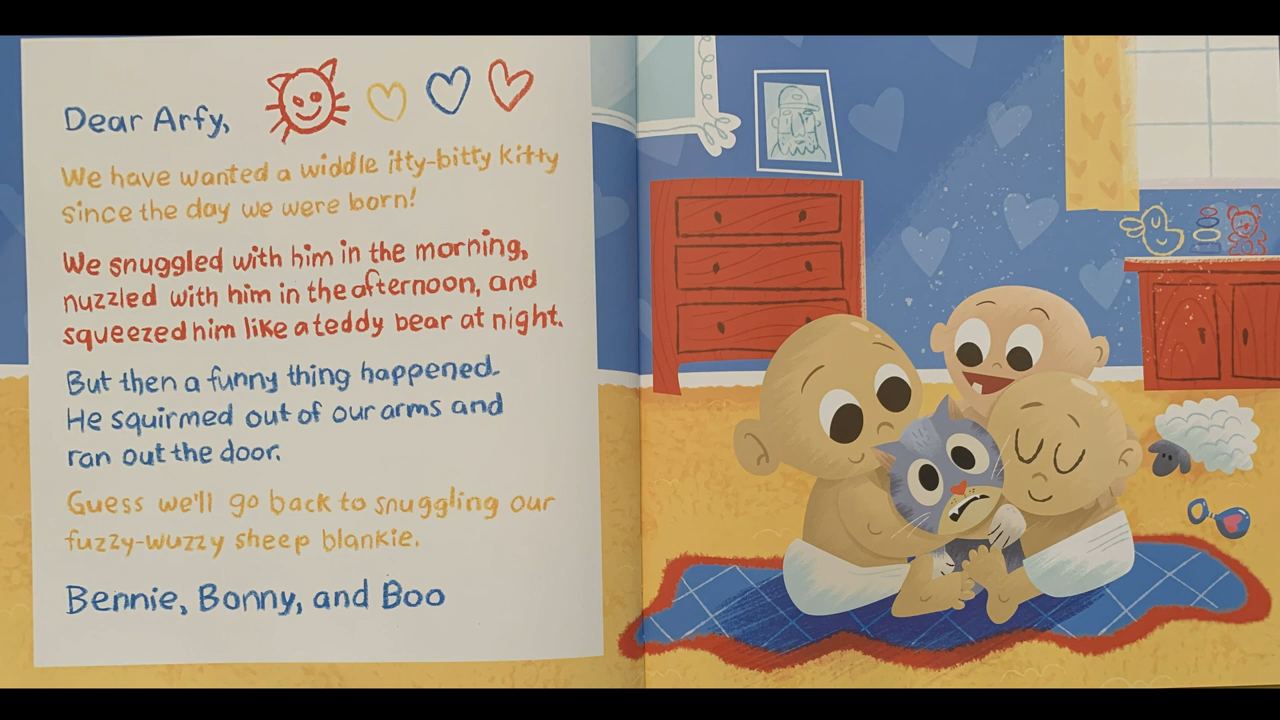 Dear Arfy,
We have wanted a widdle itty-bitty kitty
since the day we were born!
We snuggled with him in the morning,
nuzzled with him in the afternoon, and
squeezed him like a teddy bear at night.
But then a funny thing happened.
He squirmed out of our arms and
ran out the door.
Guess we'll go back to snuggling our
fuzzy-wuzzy sheep blankie.
Bennie, Bonny, and Boo